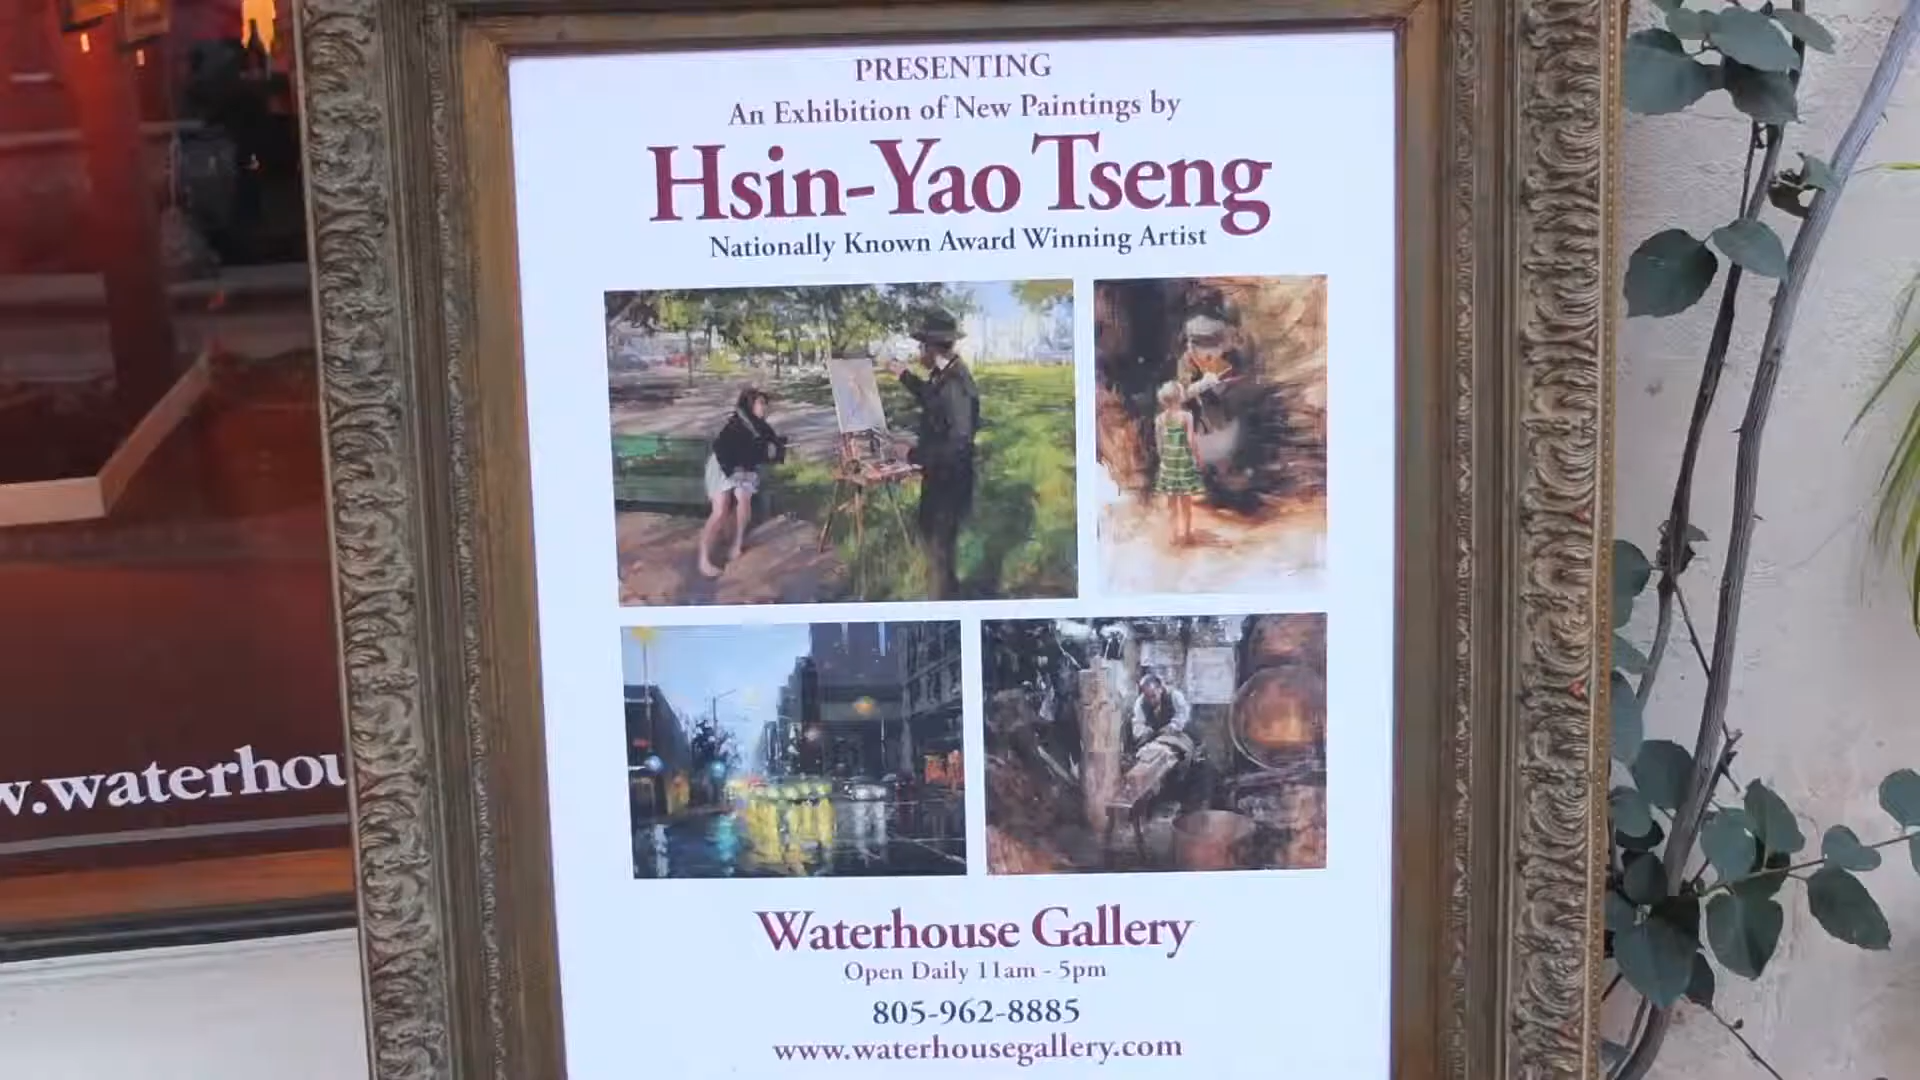 PRESENTING
An Exhibition of New Paintings by
Hsin-Yao Tseng
Nationally Known Award Winning Artist
w.waterhou
Waterhouse Gallery
Open Daily 11am - 5pm
805-962-8885
www.waterhousegallery.com